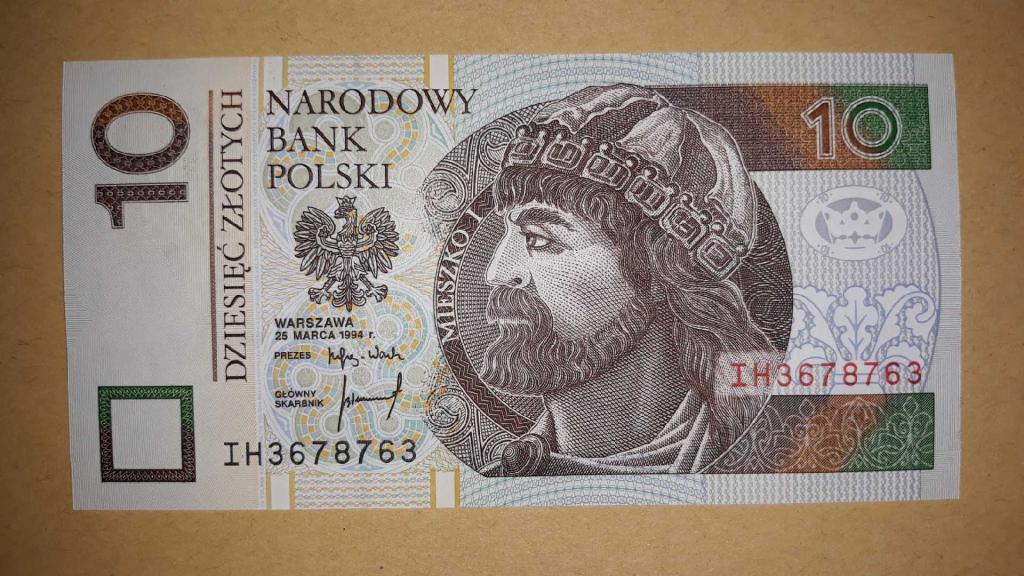 10
DZIESIĘĆ ZŁOTYCH
NARODOWY
BANK
POLSKI
WARSZAWA
25 MARCA 1994 r.
PREZES
GŁÓWNY
SKARBNIK
IH3678763
MIESZKO I
10
IH3678763